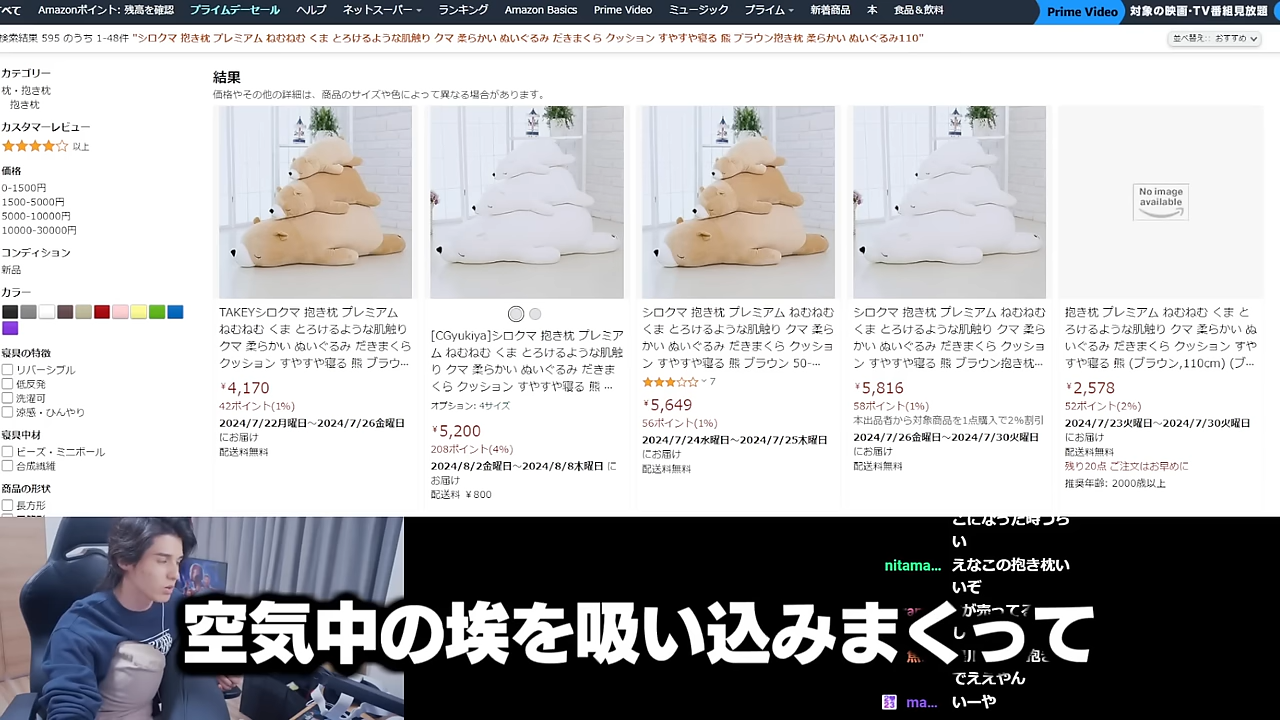 べて Amazonポイント: 残高を確認 プライムデーセール ヘルプ ネットスーパー ランキング Amazon Basics Prime Video ミュージック プライム 新着商品 本 食品&飲料 Prime Video 対象の映画・TV番組見放題
検索結果 595 のうち 1-48件 "シロクマ 抱き枕 プレミアム ねむねむ くま とろけるような肌触り クマ 柔らかい ぬいぐるみ だきまくら クッション すやすや寝る 熊 ブラウン抱き枕 柔らかい ぬいぐるみ110"
並べ替え: おすすめ
カテゴリー
枕・抱き枕
抱き枕
カスタマーレビュー
以上
価格
0-1500円
1500-5000円
5000-10000円
10000-30000円
コンディション
新品
カラー
寝具の特徴
リバーシブル
低反発
洗濯可
涼感・ひんやり
寝具中材
ビーズ・ミニボール
合成繊維
商品の形状
長方形
結果
価格やその他の詳細は、商品のサイズや色によって異なる場合があります。
TAKEYシロクマ 抱き枕 プレミアム
ねむねむ くま とろけるような肌触り
クマ 柔らかい ぬいぐるみ だきまくら
クッション すやすや寝る 熊 ブラウ…
¥4,170
42ポイント(1%)
2024/7/22月曜日～2024/7/26金曜日
にお届け
配送料無料
[CGyukiya]シロクマ 抱き枕 プレミア
ム ねむねむ くま とろけるような肌触
り クマ 柔らかい ぬいぐるみ だきま
くら クッション すやすや寝る 熊 …
オプション: 4サイズ
¥5,200
208ポイント(4%)
2024/8/2金曜日～2024/8/8木曜日 に
お届け
配送料 ¥800
シロクマ 抱き枕 プレミアム ねむねむ
くま とろけるような肌触り クマ 柔ら
かい ぬいぐるみ だきまくら クッショ
ン すやすや寝る 熊 ブラウン 50-…
7
¥5,649
56ポイント(1%)
2024/7/24水曜日～2024/7/25木曜日
にお届け
配送料無料
シロクマ 抱き枕 プレミアム ねむねむ
くま とろけるような肌触り クマ 柔ら
かい ぬいぐるみ だきまくら クッショ
ン すやすや寝る 熊 ブラウン抱き枕…
¥5,816
58ポイント(1%)
本出品者から対象商品を1点購入で2%割引
2024/7/26金曜日～2024/7/30火曜日
にお届け
配送料無料
No image
available
抱き枕 プレミアム ねむねむ くま と
ろけるような肌触り クマ 柔らかい ぬ
いぐるみ だきまくら クッション すや
すや寝る 熊 (ブラウン,110cm) (ブ…
¥2,578
52ポイント(2%)
2024/7/23火曜日～2024/7/30火曜日
にお届け
配送料無料
残り20点 ご注文はお早めに
推奨年齢: 2000歳以上
こになった時つら
い
nitama… えなこの抱き枕い
いぞ
が売ってる
し
空気中の埃を吸い込みまくって
でええやん
ma… いーや